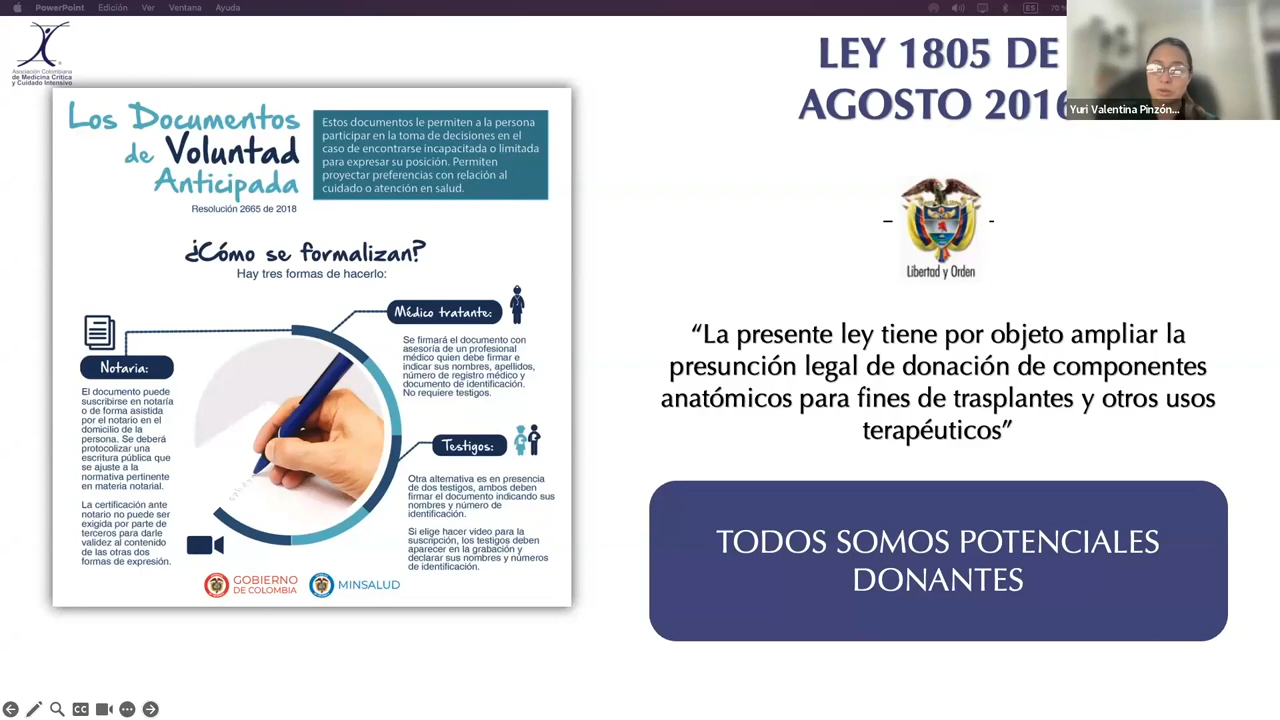 PowerPoint Edición Ver Ventana Ayuda
ES 70 %
Asociación Colombiana
de Medicina Crítica
y Cuidado Intensivo
LEY 1805 DE
AGOSTO 2016
Yuri Valentina Pinzón...
Los Documentos
de Voluntad
Anticipada
Resolución 2665 de 2018
Estos documentos le permiten a la persona
participar en la toma de decisiones en el
caso de encontrarse incapacitada o limitada
para expresar su posición. Permiten
proyectar preferencias con relación al
cuidado o atención en salud.
¿Cómo se formalizan?
Hay tres formas de hacerlo:
Notaria:
El documento puede
suscribirse en notaría
o de forma asistida
por el notario en el
domicilio de la
persona. Se deberá
protocolizar una
escritura pública que
se ajuste a la
normativa pertinente
en materia notarial.
La certificación ante
notario no puede ser
exigida por parte de
terceros para darle
validez al contenido
de las otras dos
formas de expresión.
Médico tratante:
Se firmará el documento con
asesoría de un profesional
médico quien debe firmar e
indicar sus nombres, apellidos,
número de registro médico y
documento de identificación.
No requiere testigos.
Testigos:
Otra alternativa es en presencia
de dos testigos, ambos deben
firmar el documento indicando sus
nombres y número de
identificación.
Si elige hacer video para la
suscripción, los testigos deben
aparecer en la grabación y
declarar sus nombres y números
de identificación.
GOBIERNO
DE COLOMBIA
MINSALUD
Libertad y Orden
“La presente ley tiene por objeto ampliar la
presunción legal de donación de componentes
anatómicos para fines de trasplantes y otros usos
terapéuticos”
TODOS SOMOS POTENCIALES
DONANTES
CC